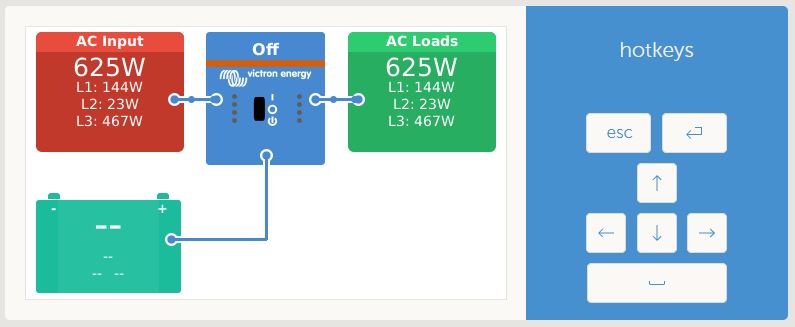 AC Input
625W
L1: 144W
L2: 23W
L3: 467W
Off
victron energy
AC Loads
625W
L1: 144W
L2: 23W
L3: 467W
- +
--
--
-- --
hotkeys
esc